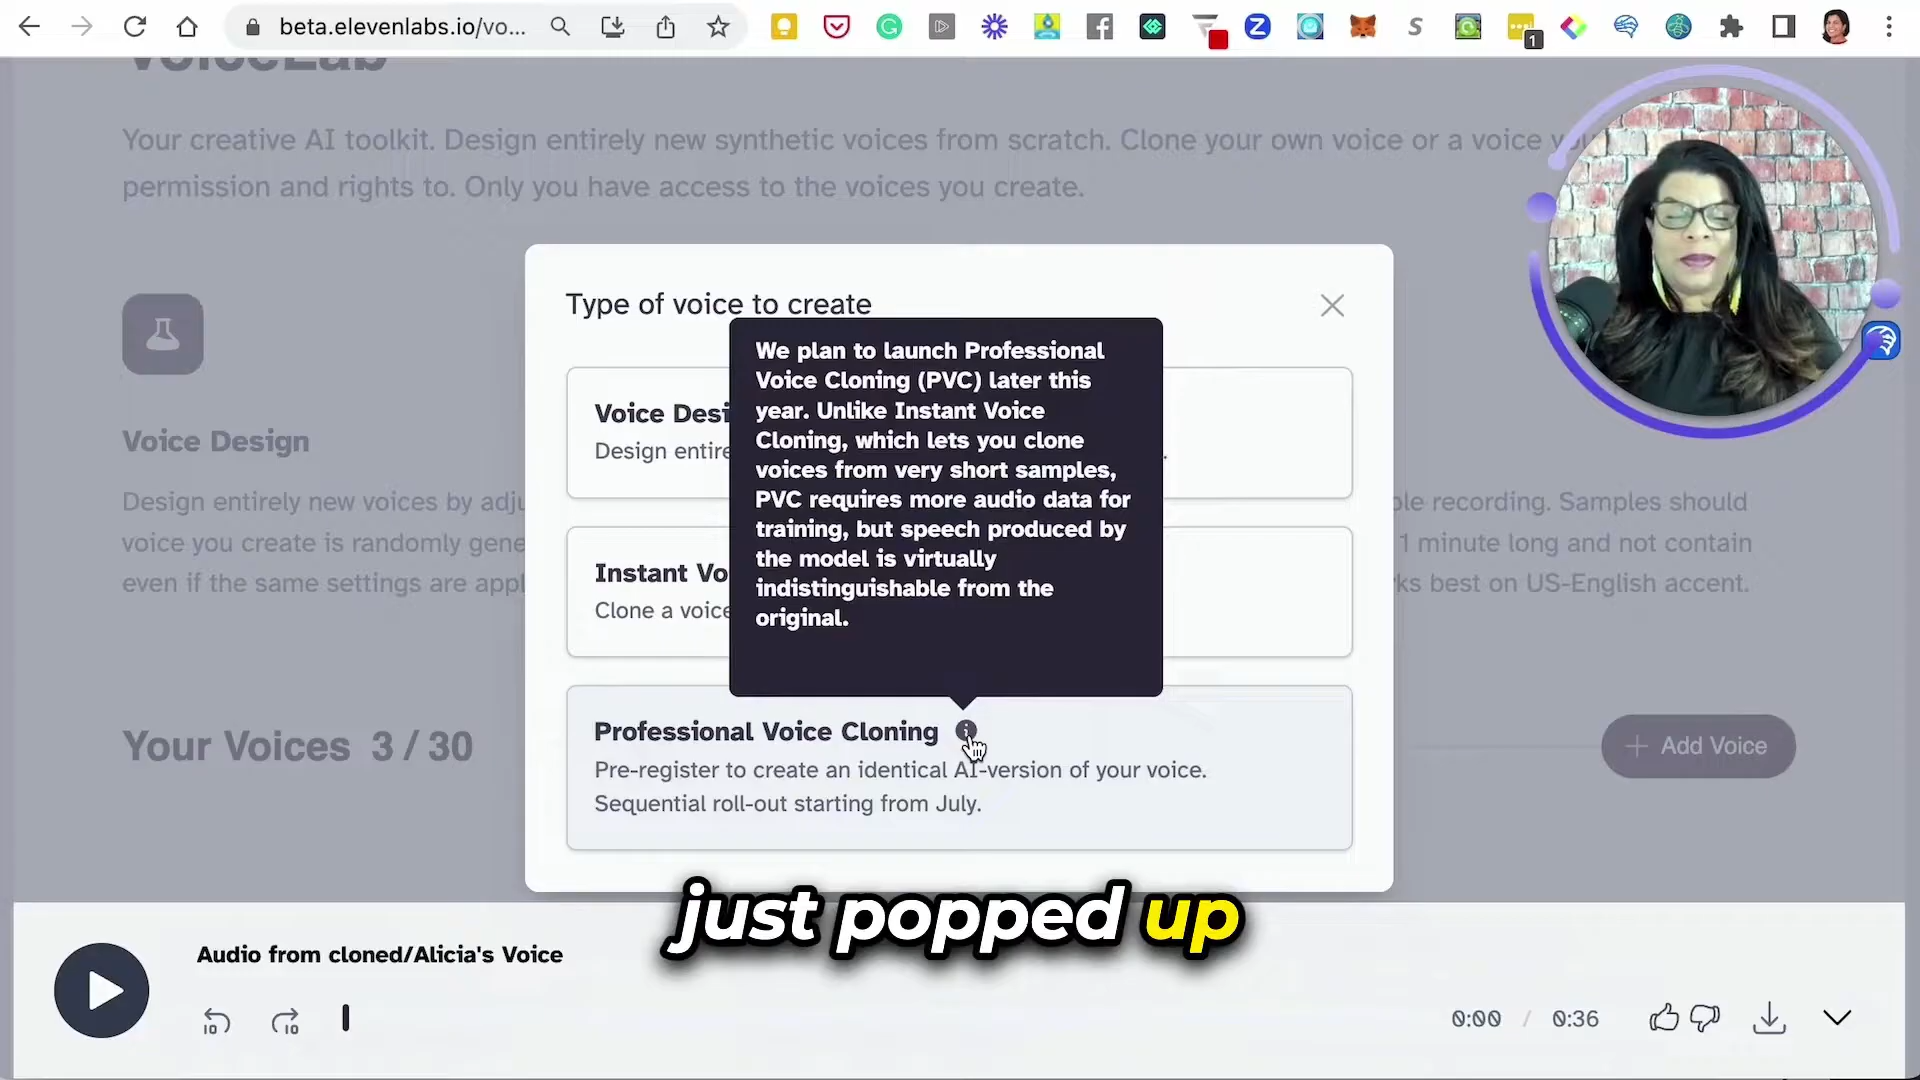 beta.elevenlabs.io/vo...
1
VoiceLab
Your creative AI toolkit. Design entirely new synthetic voices from scratch. Clone your own voice or a voice you
permission and rights to. Only you have access to the voices you create.
Type of voice to create
We plan to launch Professional
Voice Cloning (PVC) later this
year. Unlike Instant Voice
Cloning, which lets you clone
voices from very short samples,
PVC requires more audio data for
training, but speech produced by
the model is virtually
indistinguishable from the
original.
Voice Desi
Design entire
Instant Vo
Clone a voice
Professional Voice Cloning
Pre-register to create an identical AI-version of your voice.
Sequential roll-out starting from July.
Voice Design
Design entirely new voices by adju
voice you create is randomly gene
even if the same settings are appl
ple recording. Samples should
1 minute long and not contain
ks best on US-English accent.
Your Voices 3 / 30
+ Add Voice
just popped up
Audio from cloned/Alicia's Voice
10 10
0:00 / 0:36